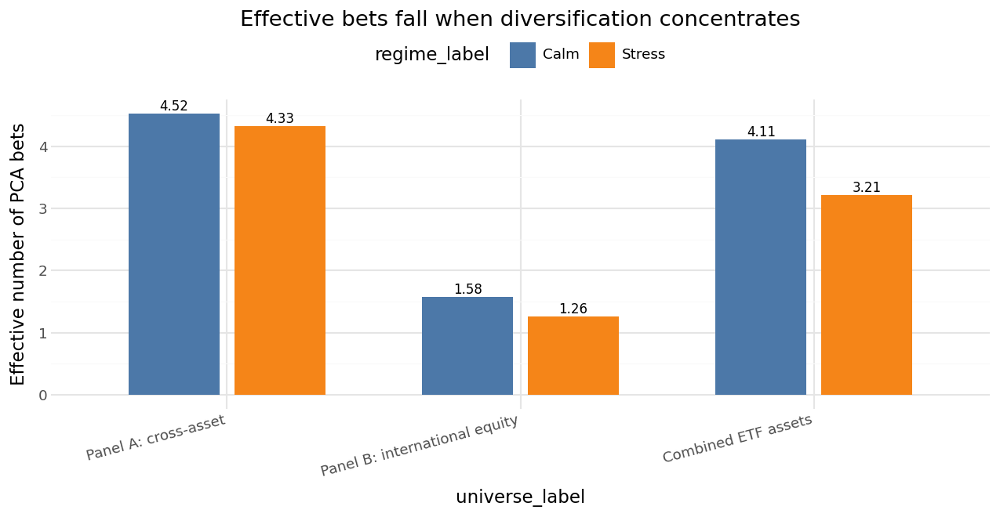 Effective bets fall when diversification concentrates
regime_label Calm Stress
Effective number of PCA bets
4
3
2
1
0
4.52
4.33
1.58
1.26
4.11
3.21
Panel A: cross-asset
Panel B: international equity
Combined ETF assets
universe_label